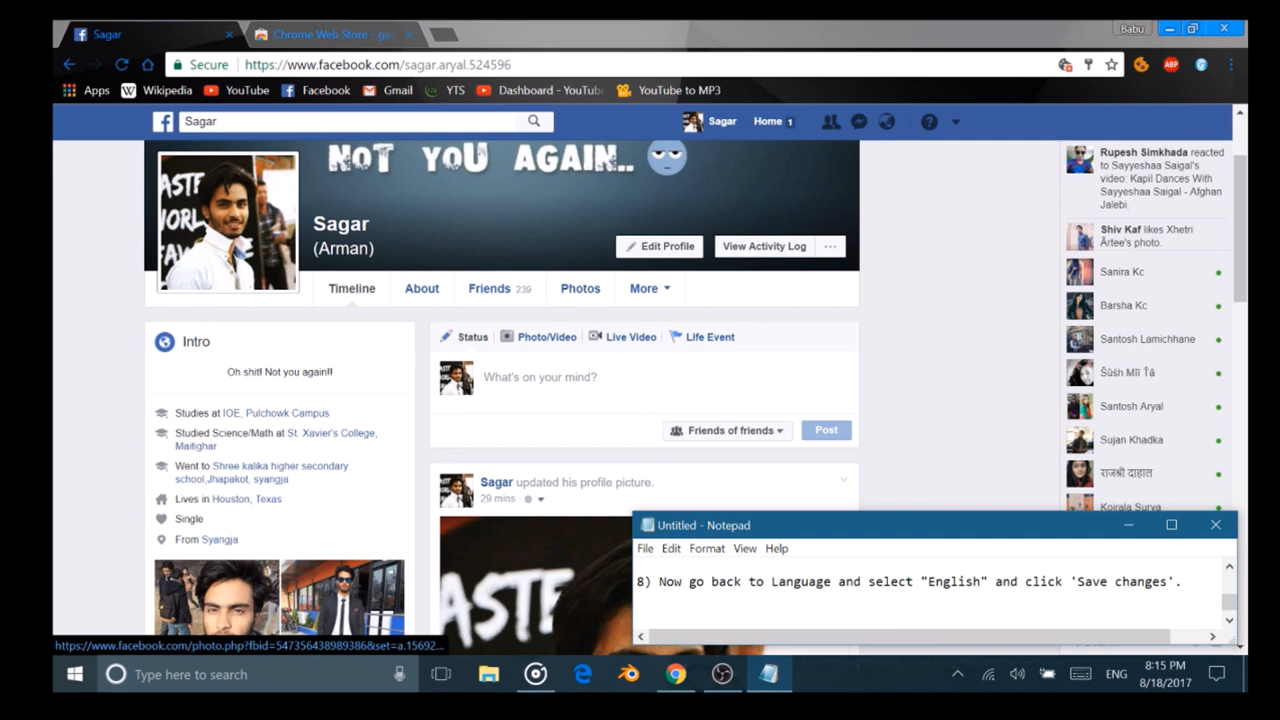 Sagar
Chrome Web Store - ge
Babu
Secure
https://www.facebook.com/sagar.aryal.524596
ABP
Apps
Wikipedia
YouTube
Facebook
Gmail
YTS
Dashboard - YouTub
YouTube to MP3
Sagar
Sagar
Home 1
NOT YOU AGAIN..
Sagar
(Arman)
Edit Profile
View Activity Log
Timeline
About
Friends 239
Photos
More
Intro
Oh shit! Not you again!!
Studies at IOE, Pulchowk Campus
Studied Science/Math at St. Xavier's College,
Maitighar
Went to Shree kalika higher secondary
school,Jhapakot, syangja
Lives in Houston, Texas
Single
From Syangja
Status
Photo/Video
Live Video
Life Event
What's on your mind?
Friends of friends
Post
Sagar updated his profile picture.
29 mins
Rupesh Simkhada reacted
to Sayyeshaa Saigal's
video: Kapil Dances With
Sayyeshaa Saigal - Afghan
Jalebi.
Shiv Kaf likes Xhetri
Ārtee's photo.
Sanira Kc
Barsha Kc
Santosh Lamichhane
Santosh Aryal
Sujan Khadka
राजश्री दाहात
Koirala Surya
Untitled - Notepad
File Edit Format View Help
8) Now go back to Language and select "English" and click 'Save changes'.
https://www.facebook.com/photo.php?fbid=547356438989386&set=a.15692...
Type here to search
ENG
8:15 PM
8/18/2017